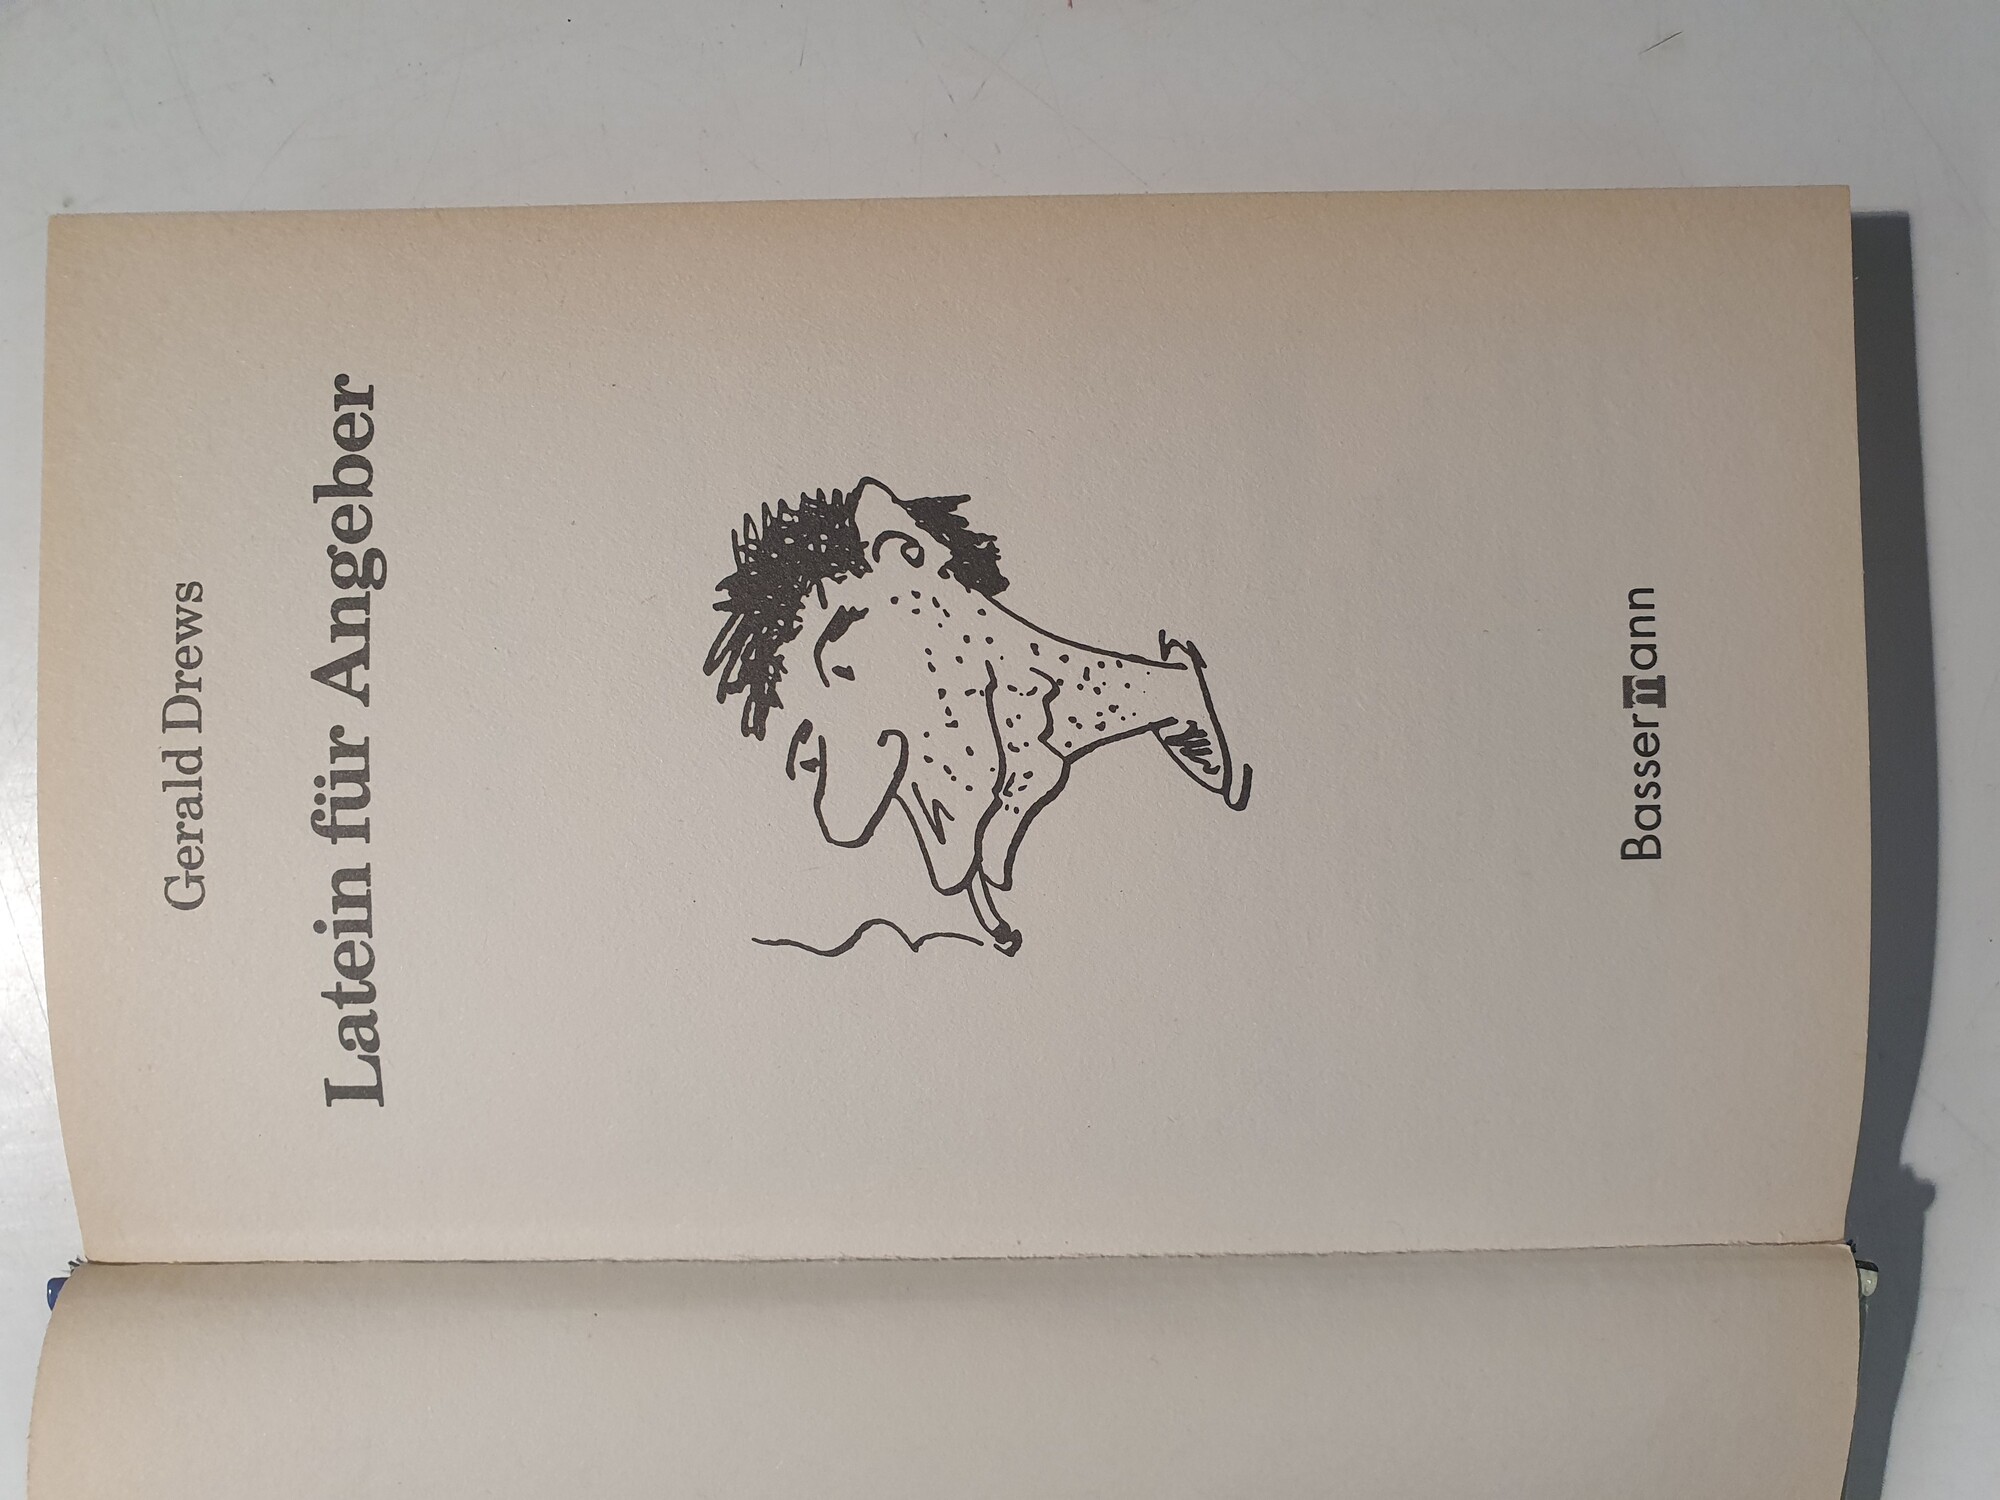 Gerald Drews
Latein für Angeber
Bassermann